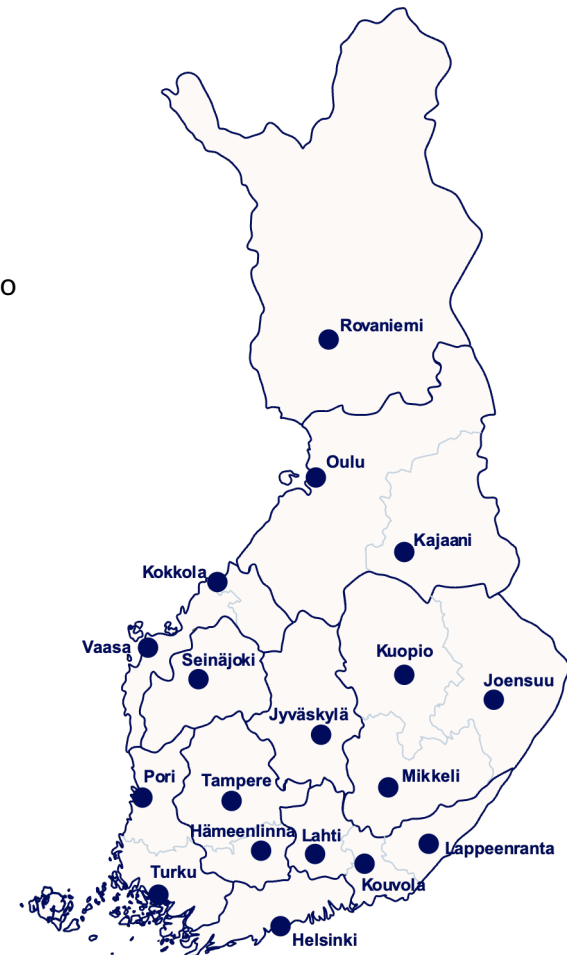 o
Rovaniemi
Oulu
Kajaani
Kokkola
Vaasa
Seinäjoki
Kuopio
Joensuu
Jyväskylä
Pori
Tampere
Mikkeli
Hämeenlinna
Lahti
Lappeenranta
Turku
Kouvola
Helsinki